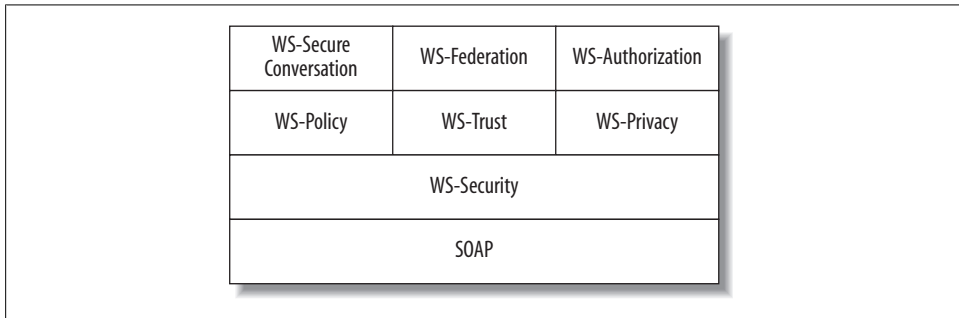 WS-Secure
Conversation
WS-Federation
WS-Authorization
WS-Policy
WS-Trust
WS-Privacy
WS-Security
SOAP